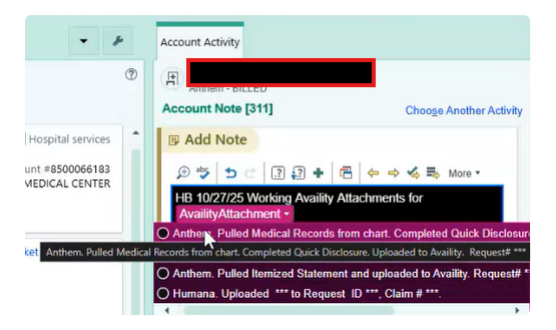 Account Activity
Anthem - BILLED
Account Note [311]
Choose Another Activity
Hospital services
unt #8500066183
MEDICAL CENTER
Add Note
abc
More
HB 10/27/25 Working Availity Attachments for
AvailityAttachment
Anthem. Pulled Medical Records from chart. Completed Quick Disclosur
ket
Anthem. Pulled Medical Records from chart. Completed Quick Disclosure. Uploaded to Availity. Request# ***
Anthem. Pulled Itemized Statement and uploaded to Availity. Request# *
Humana. Uploaded *** to Request ID ***, Claim # ***.